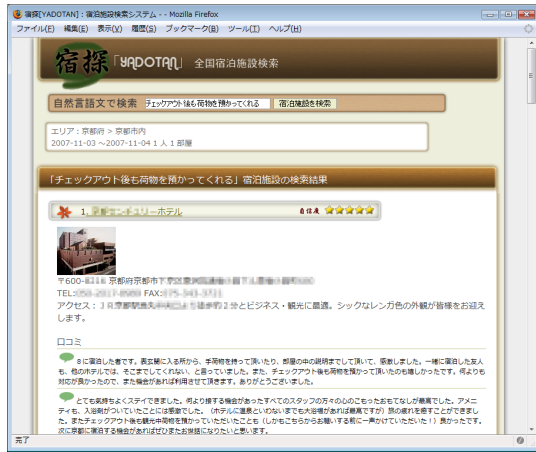 宿探[YADOTAN]：宿泊施設検索システム - - Mozilla Firefox
ファイル(F) 編集(E) 表示(V) 履歴(S) ブックマーク(B) ツール(T) ヘルプ(H)
宿探「YADOTAN」 全国宿泊施設検索
自然言語文で検索 チェックアウト後も荷物を預かってくれる 宿泊施設を検索
エリア：京都府 > 京都市内
2007-11-03 ～2007-11-04 1 人 1 部屋
「チェックアウト後も荷物を預かってくれる」宿泊施設の検索結果
1. ホテル 自信度
〒600- 京都府京都市下京区
TEL: FAX:
アクセス：ＪＲ京都駅 2 分とビジネス・観光に最適。シックなレンガ色の外観が皆様をお迎え
します。
口コミ
8 に宿泊した者です。表玄関に入る所から、手荷物を持って頂いたり、部屋の中の説明までして頂いて、感激しました。一緒に宿泊した友人
も、他のホテルでは、そこまでしてくれない、と言っていました。また、チェックアウト後も荷物を預かって頂いたのも嬉しかったです。何よりも
対応が良かったので、また機会があれば利用させて頂きます。ありがとうございました。
とても気持ちよくステイできました。何より接する機会があったすべてのスタッフの方々の心のこもったおもてなしが最高でした。アメニ
ティも、入浴剤がついていたことには感激でした。（ホテルに温泉といわないまでも大浴場があれば最高ですが）旅の疲れを癒すことができまし
た。またチェックアウト後も観光中荷物を預かっていただいたことも（しかもこちらからお願いする前に一声かけていただいた！）良かったです。
次に京都に宿泊する機会があればぜひまたお世話になりたいと思います。
完了